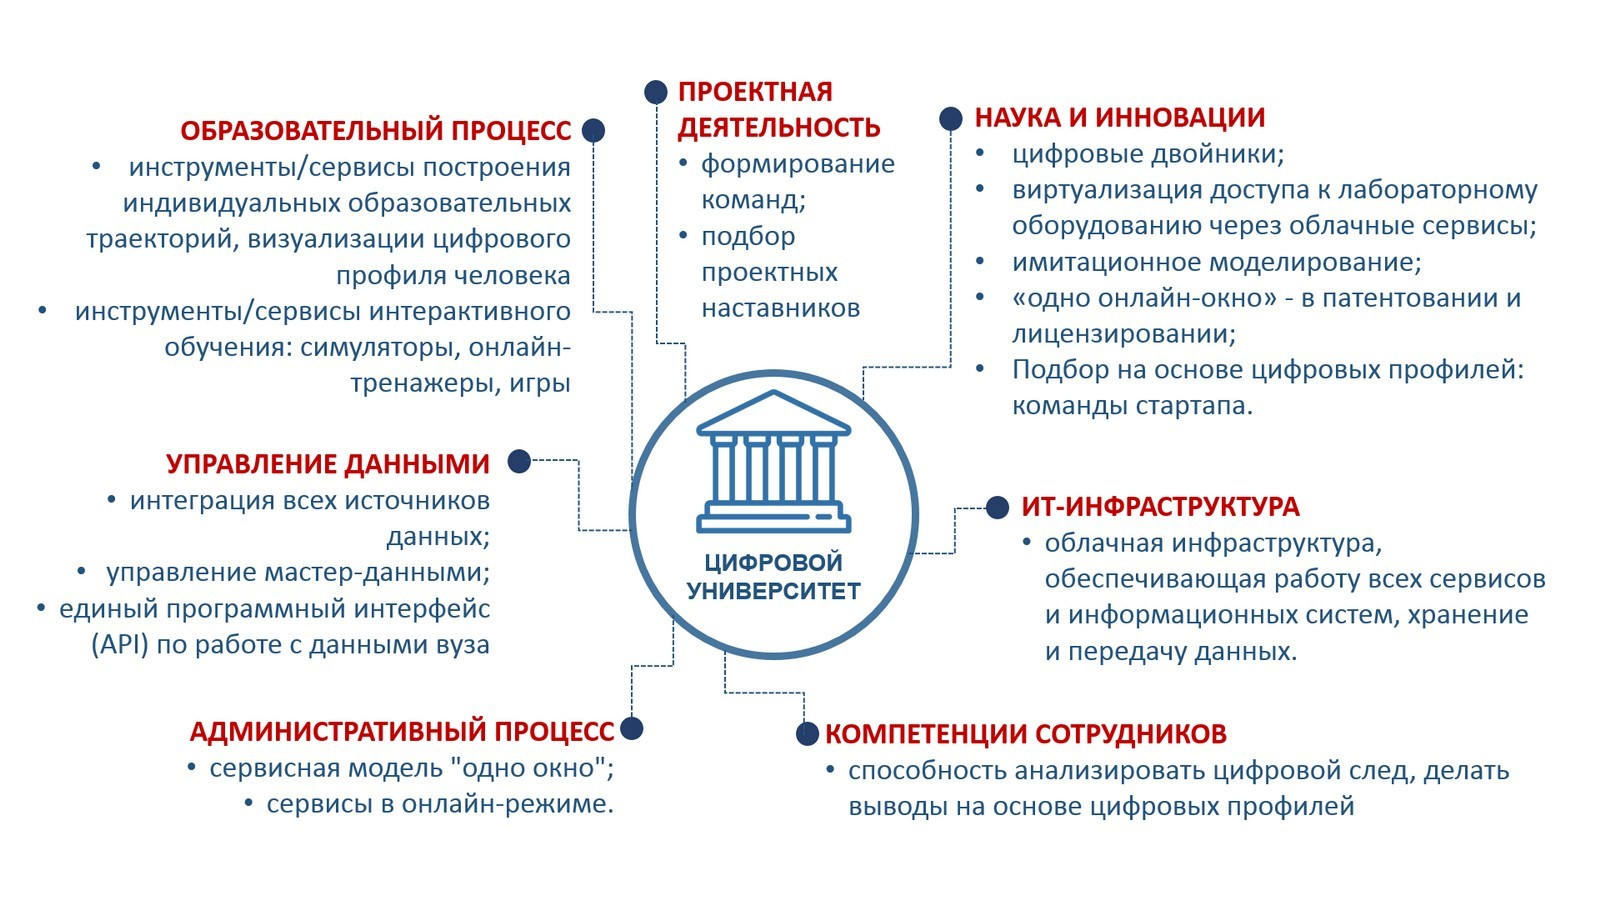 ОБРАЗОВАТЕЛЬНЫЙ ПРОЦЕСС
• инструменты/сервисы построения
индивидуальных образовательных
траекторий, визуализации цифрового
профиля человека
• инструменты/сервисы интерактивного
обучения: симуляторы, онлайн-
тренажеры, игры
ПРОЕКТНАЯ
ДЕЯТЕЛЬНОСТЬ
• формирование
команд;
• подбор
проектных
наставников
НАУКА И ИННОВАЦИИ
• цифровые двойники;
• виртуализация доступа к лабораторному
оборудованию через облачные сервисы;
• имитационное моделирование;
• «одно онлайн-окно» - в патентовании и
лицензировании;
• Подбор на основе цифровых профилей:
команды стартапа.
УПРАВЛЕНИЕ ДАННЫМИ
• интеграция всех источников
данных;
• управление мастер-данными;
• единый программный интерфейс
(API) по работе с данными вуза
ЦИФРОВОЙ
УНИВЕРСИТЕТ
ИТ-ИНФРАСТРУКТУРА
• облачная инфраструктура,
обеспечивающая работу всех сервисов
и информационных систем, хранение
и передачу данных.
АДМИНИСТРАТИВНЫЙ ПРОЦЕСС
• сервисная модель "одно окно";
• сервисы в онлайн-режиме.
КОМПЕТЕНЦИИ СОТРУДНИКОВ
• способность анализировать цифровой след, делать
выводы на основе цифровых профилей